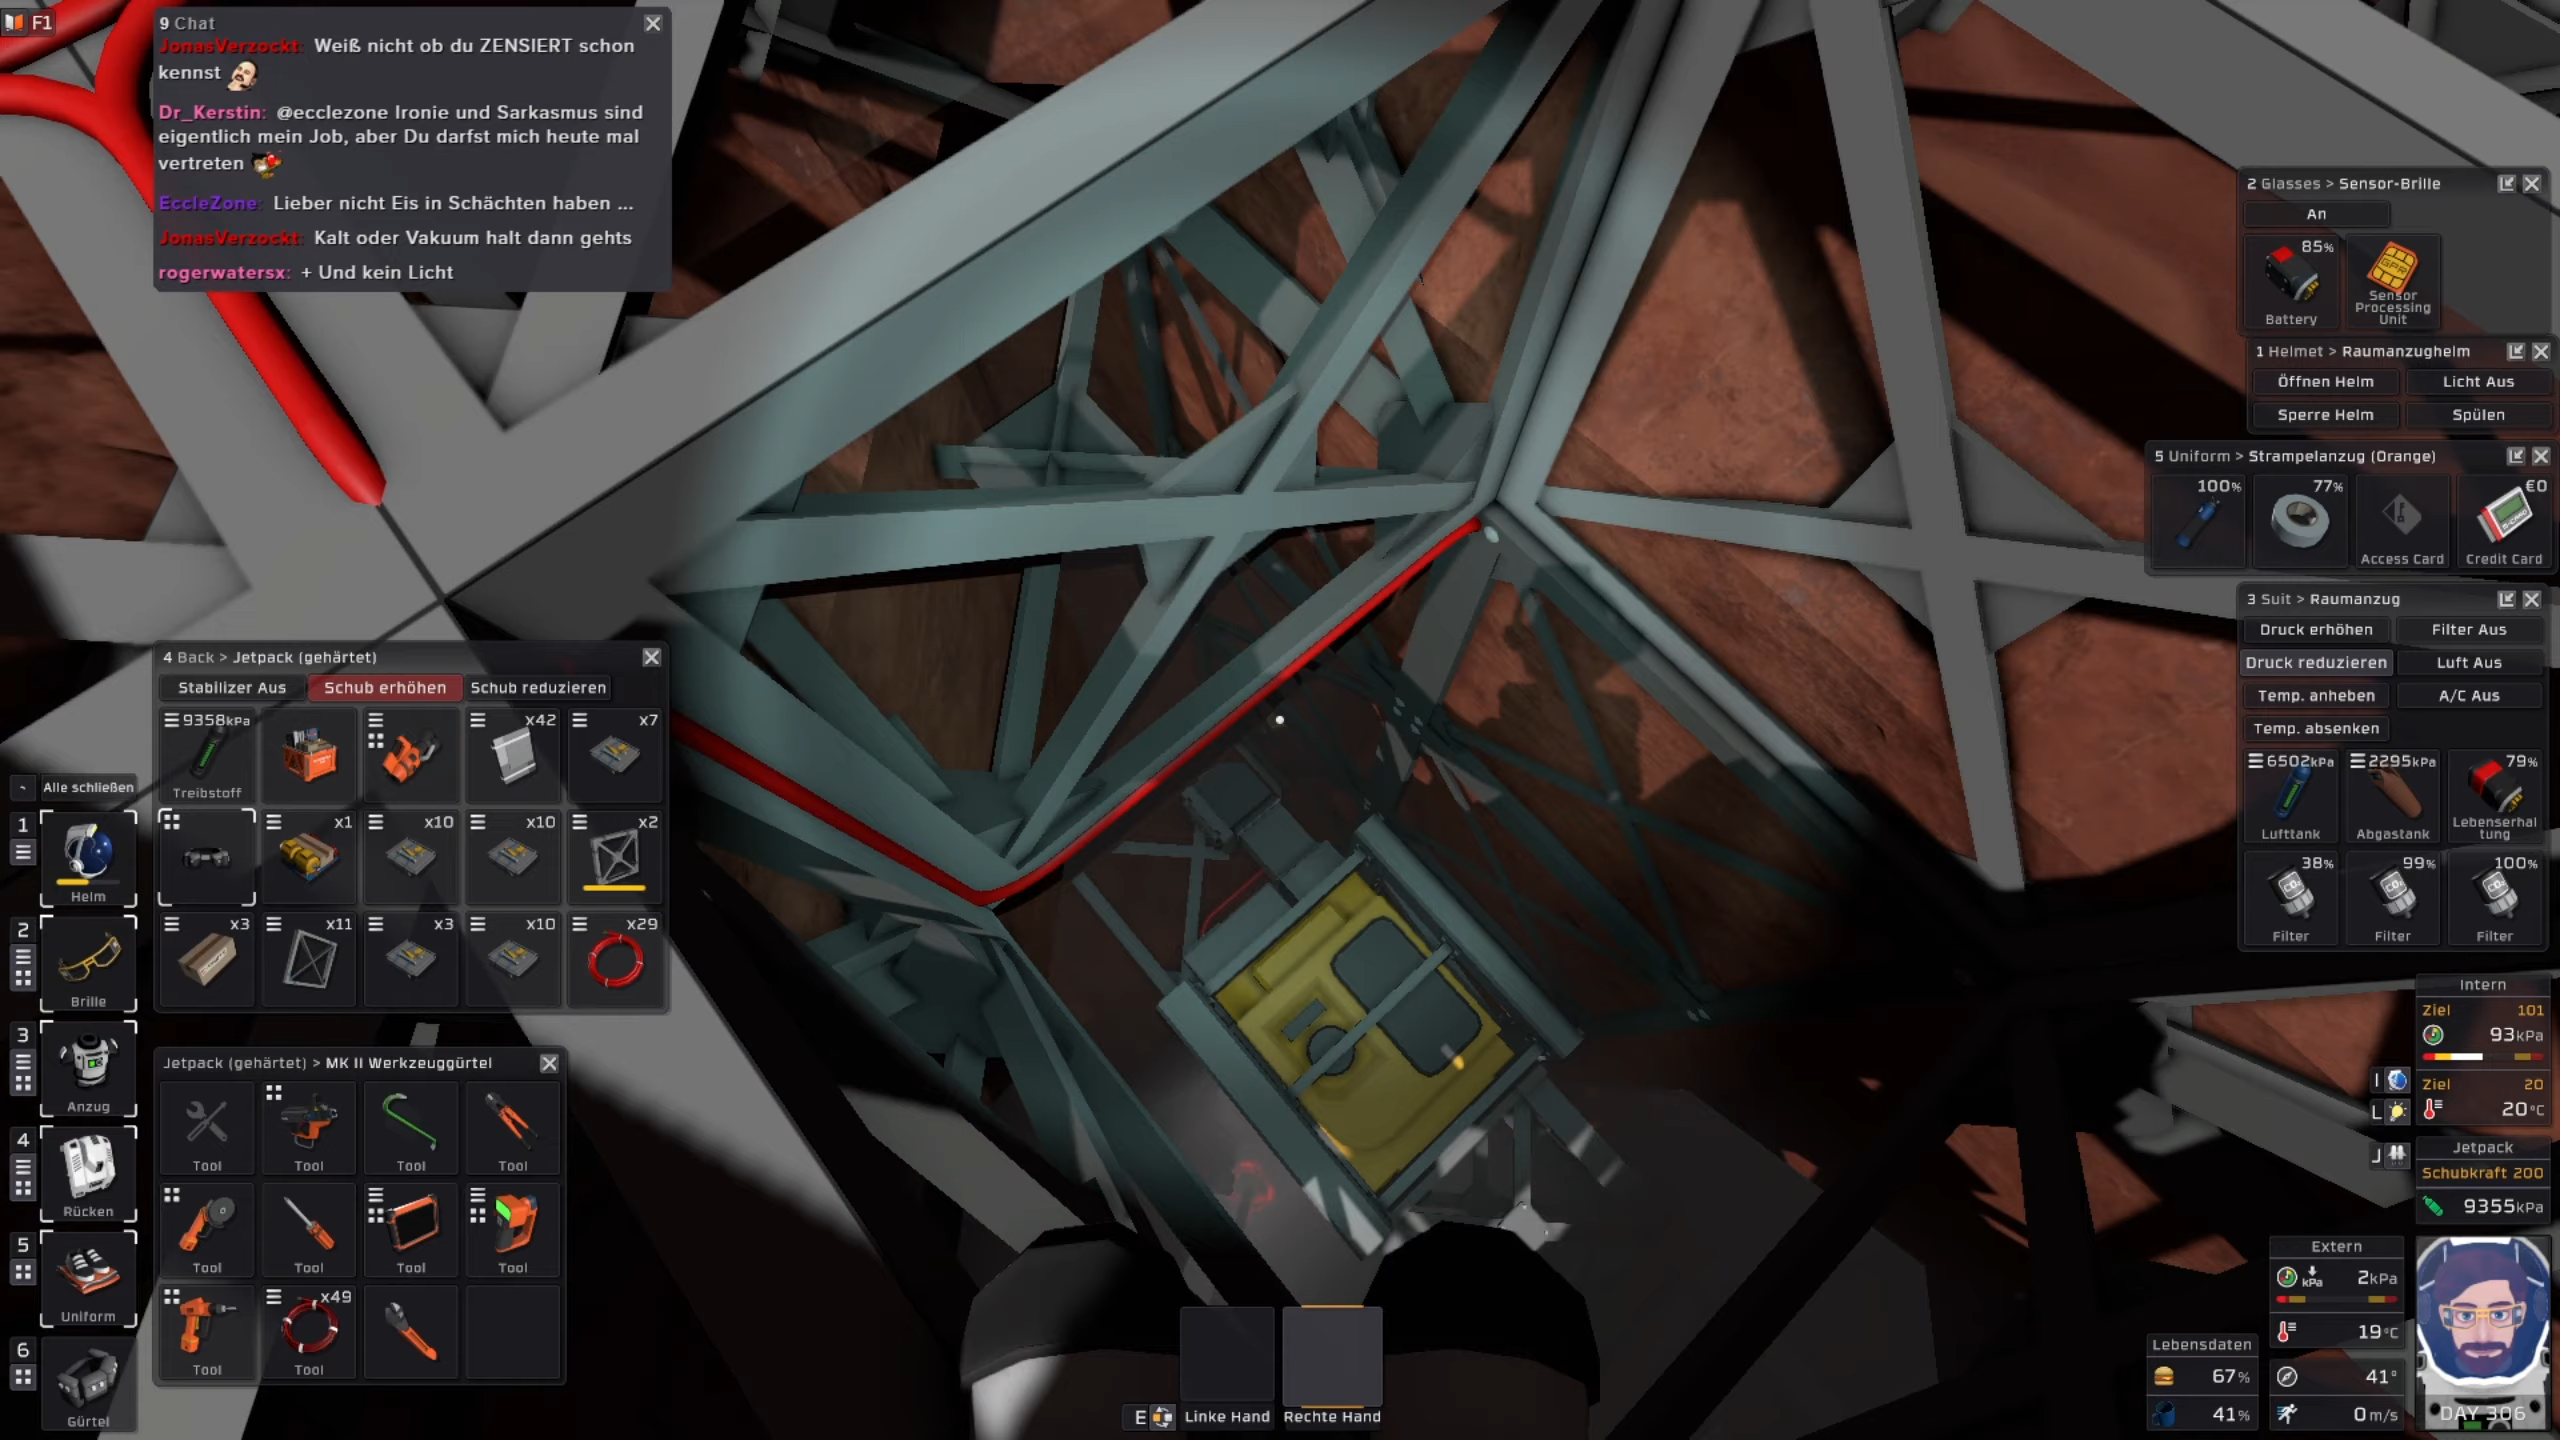 F1
9 Chat
JonasVerzockt: Weiß nicht ob du ZENSIERT schon
kennst
Dr_Kerstin: @ecclezone Ironie und Sarkasmus sind
eigentlich mein Job, aber Du darfst mich heute mal
vertreten
EccleZone: Lieber nicht Eis in Schächten haben ...
JonasVerzockt: Kalt oder Vakuum halt dann gehts
rogerwatersx: + Und kein Licht
2 Glasses > Sensor-Brille
An
85%
Battery
GPR
Sensor
Processing
Unit
1 Helmet > Raumanzughelm
Öffnen Helm
Licht Aus
Sperre Helm
Spülen
5 Uniform > Strampelanzug (Orange)
100%
77%
€0
Access Card
Credit Card
3 Suit > Raumanzug
Druck erhöhen
Filter Aus
Druck reduzieren
Luft Aus
Temp. anheben
A/C Aus
Temp. absenken
6502kPa
2295kPa
79%
Lufttank
Abgastank
Lebenserhal
tung
38%
99%
100%
Filter
Filter
Filter
4 Back > Jetpack (gehärtet)
Stabilizer Aus
Schub erhöhen
Schub reduzieren
9358kPa
x42
x7
Treibstoff
x1
x10
x10
x2
x3
x11
x3
x10
x29
~
Alle schließen
1
Helm
2
Brille
3
Anzug
4
Rücken
5
Uniform
6
Gürtel
Jetpack (gehärtet) > MK II Werkzeuggürtel
Tool
Tool
Tool
Tool
Tool
Tool
Tool
Tool
x49
Tool
Tool
Tool
E
Linke Hand
Rechte Hand
Intern
Ziel 101
93kPa
I
Ziel 20
L
20°C
Jetpack
J
Schubkraft 200
9355kPa
Extern
kPa
2kPa
19°C
Lebensdaten
67%
41°
41%
0m/s
DAY 306